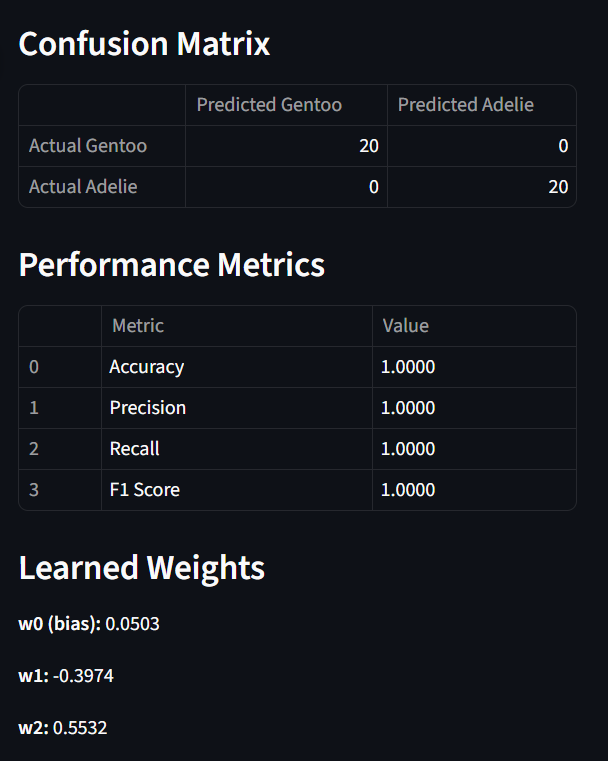 Confusion Matrix
Predicted Gentoo Predicted Adelie
Actual Gentoo 20 0
Actual Adelie 0 20
Performance Metrics
Metric Value
0 Accuracy 1.0000
1 Precision 1.0000
2 Recall 1.0000
3 F1 Score 1.0000
Learned Weights
w0 (bias): 0.0503
w1: -0.3974
w2: 0.5532